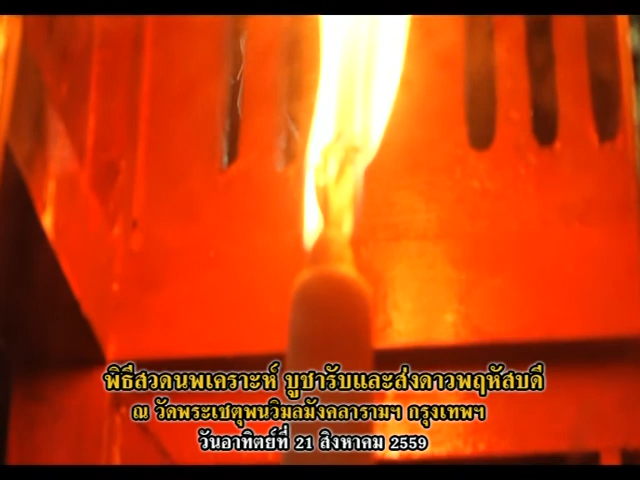 พิธีสวดนพเคราะห์ บูชารับและส่งดาวพฤหัสบดี
ณ วัดพระเชตุพนวิมลมังคลารามฯ กรุงเทพฯ
วันอาทิตย์ที่ 21 สิงหาคม 2559